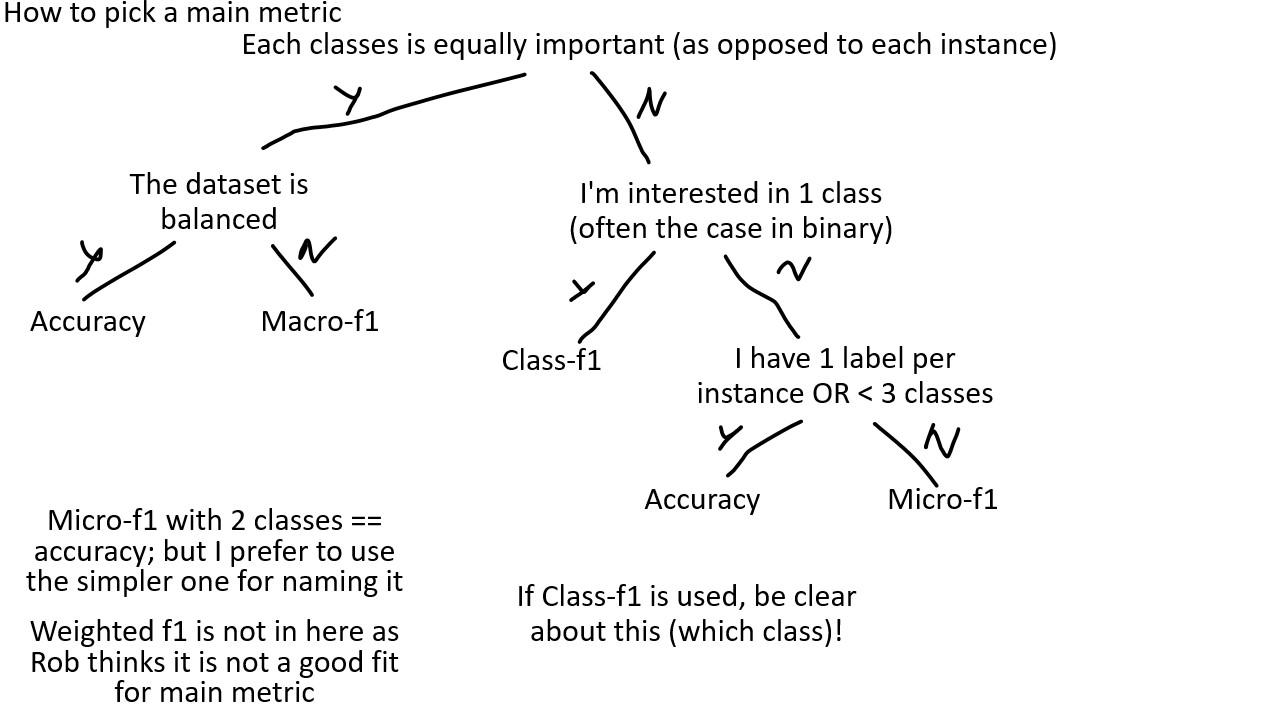 How to pick a main metric
Each classes is equally important (as opposed to each instance)
Y
N
The dataset is
balanced
I'm interested in 1 class
(often the case in binary)
Y
N
Y
N
Accuracy
Macro-f1
Class-f1
I have 1 label per
instance OR < 3 classes
Y
N
Accuracy
Micro-f1
Micro-f1 with 2 classes ==
accuracy; but I prefer to use
the simpler one for naming it
Weighted f1 is not in here as
Rob thinks it is not a good fit
for main metric
If Class-f1 is used, be clear
about this (which class)!